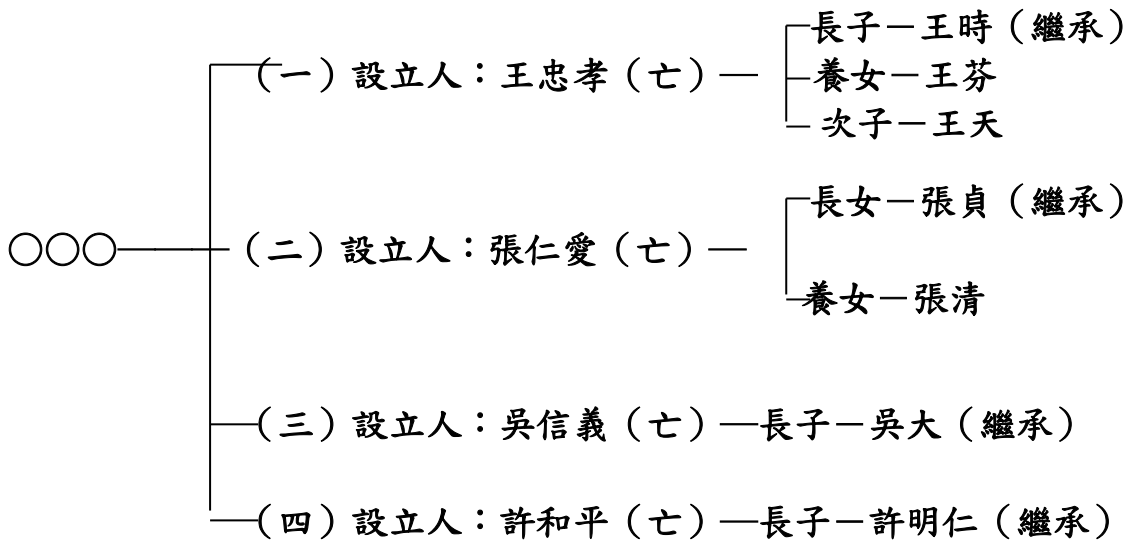 長子－王時（繼承）
（一）設立人：王忠孝（亡）
養女－王芬
次子－王天
長女－張貞（繼承）
○○○
（二）設立人：張仁愛（亡）
養女－張清
（三）設立人：吳信義（亡）－長子－吳大（繼承）
（四）設立人：許和平（亡）－長子－許明仁（繼承）